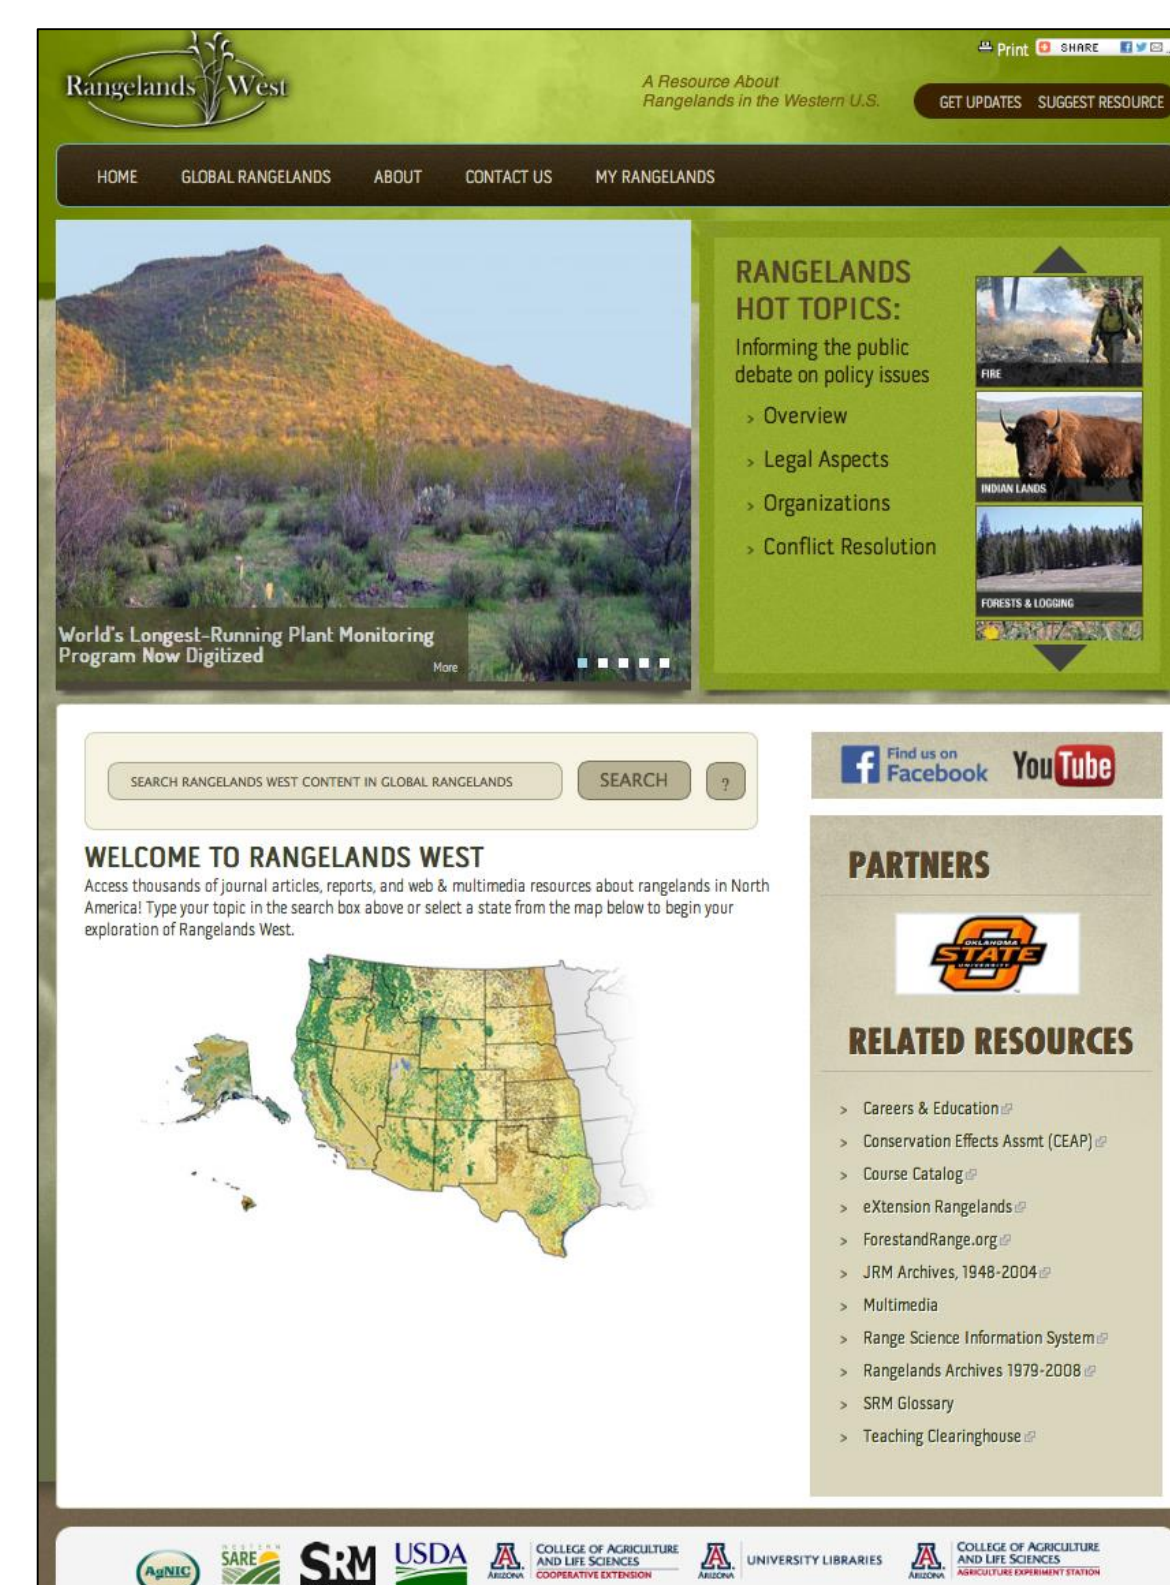 Rangelands West
A Resource About
Rangelands in the Western U.S.
Print
SHARE
GET UPDATES SUGGEST RESOURCE
HOME GLOBAL RANGELANDS ABOUT CONTACT US MY RANGELANDS
World's Longest-Running Plant Monitoring
Program Now Digitized
More
RANGELANDS
HOT TOPICS:
Informing the public
debate on policy issues
> Overview
> Legal Aspects
> Organizations
> Conflict Resolution
FIRE
INDIAN LANDS
FORESTS & LOGGING
SEARCH RANGELANDS WEST CONTENT IN GLOBAL RANGELANDS
SEARCH
?
WELCOME TO RANGELANDS WEST
Access thousands of journal articles, reports, and web & multimedia resources about rangelands in North
America! Type your topic in the search box above or select a state from the map below to begin your
exploration of Rangelands West.
f Find us on
Facebook
YouTube
PARTNERS
OKLAHOMA
STATE
UNIVERSITY
RELATED RESOURCES
> Careers & Education
> Conservation Effects Assmt (CEAP)
> Course Catalog
> eXtension Rangelands
> ForestandRange.org
> JRM Archives, 1948-2004
> Multimedia
> Range Science Information System
> Rangelands Archives 1979-2008
> SRM Glossary
> Teaching Clearinghouse
AgNIC
WESTERN
SARE
SRM
USDA
A
ARIZONA
COLLEGE OF AGRICULTURE
AND LIFE SCIENCES
COOPERATIVE EXTENSION
A
ARIZONA
UNIVERSITY LIBRARIES
A
ARIZONA
COLLEGE OF AGRICULTURE
AND LIFE SCIENCES
AGRICULTURE EXPERIMENT STATION